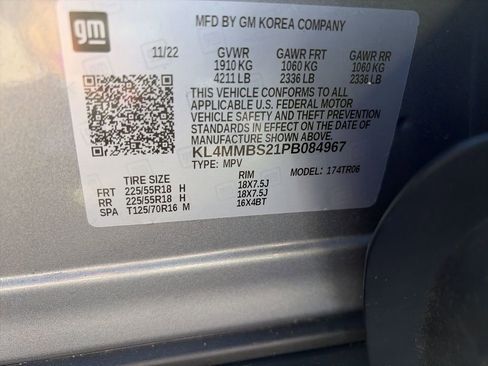 gm
MFD BY GM KOREA COMPANY
11/22 GVWR GAWR FRT GAWR RR
1910 KG 1060 KG 1060 KG
4211 LB 2336 LB 2336 LB
THIS VEHICLE CONFORMS TO ALL
APPLICABLE U.S. FEDERAL MOTOR
VEHICLE SAFETY AND THEFT PREVENTION
STANDARDS IN EFFECT ON THE DATE OF
MANUFACTURE SHOWN ABOVE.
KL4MMBS21PB084967
TYPE: MPV MODEL: 174TR06
TIRE SIZE RIM
FRT 225/55R18 H 18X7.5J
RR 225/55R18 H 18X7.5J
SPA T125/70R16 M 16X4BT